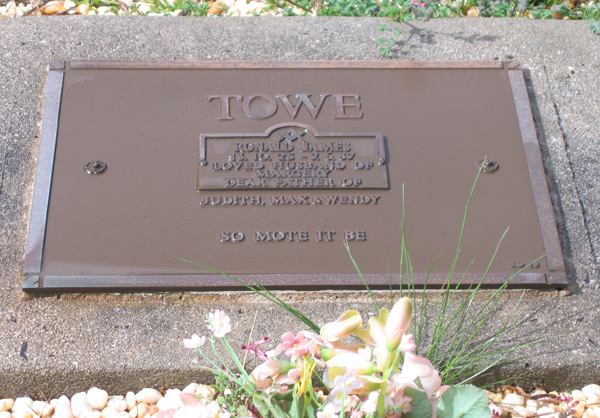 TOWE
RONALD JAMES
LOVED HUSBAND OF
MARGERY
DEAR FATHER OF
JUDITH, MAX & WENDY
SO MOTE IT BE